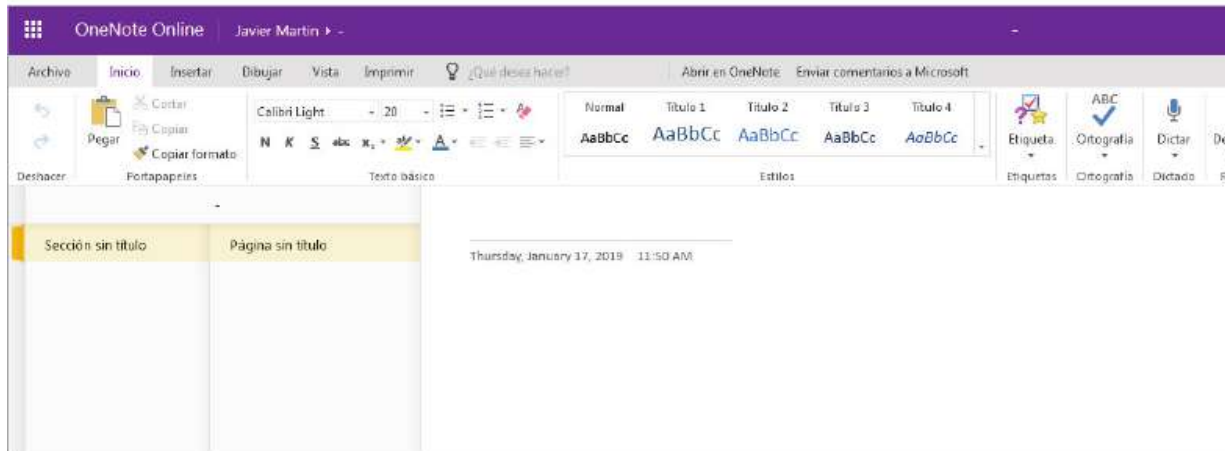 OneNote Online Javier Martin ▸ - -
Archivo Inicio Insertar Dibujar Vista Imprimir ¿Qué desea hacer? Abrir en OneNote Enviar comentarios a Microsoft
Pegar
Cortar
Copiar
Copiar formato
Calibri Light 20
N K S abc x₂ A
Normal Título 1 Título 2 Título 3 Título 4
AaBbCc AaBbCc AaBbCc AaBbCc AaBbCc
Etiqueta
ABC
Ortografía
Dictar
Deshacer Portapapeles Texto básico Estilos Etiquetas Ortografía Dictado
-
Sección sin título Página sin título
Thursday, January 17, 2019 11:50 AM